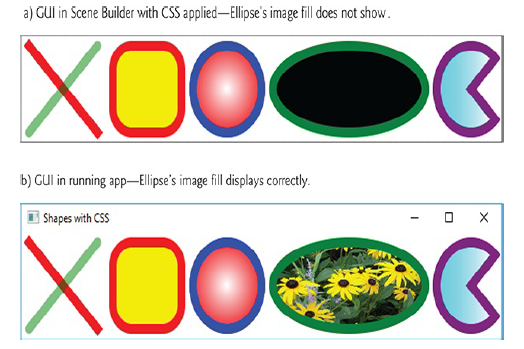 a) GUI in Scene Builder with CSS applied—Ellipse's image fill does not show.
b) GUI in running app—Ellipse's image fill displays correctly.
Shapes with CSS